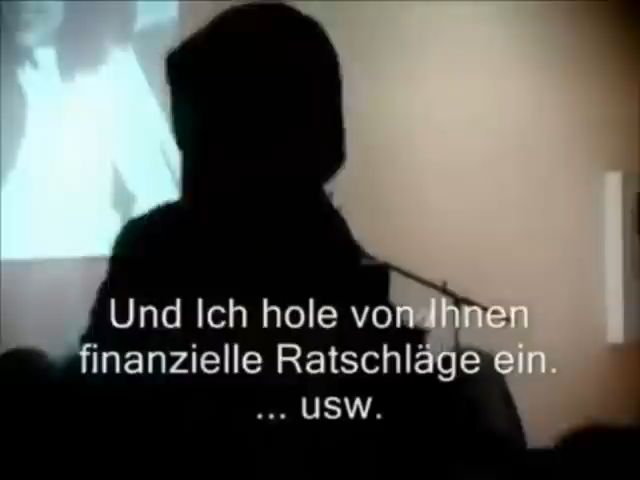 Und Ich hole von Ihnen
finanzielle Ratschläge ein.
... usw.